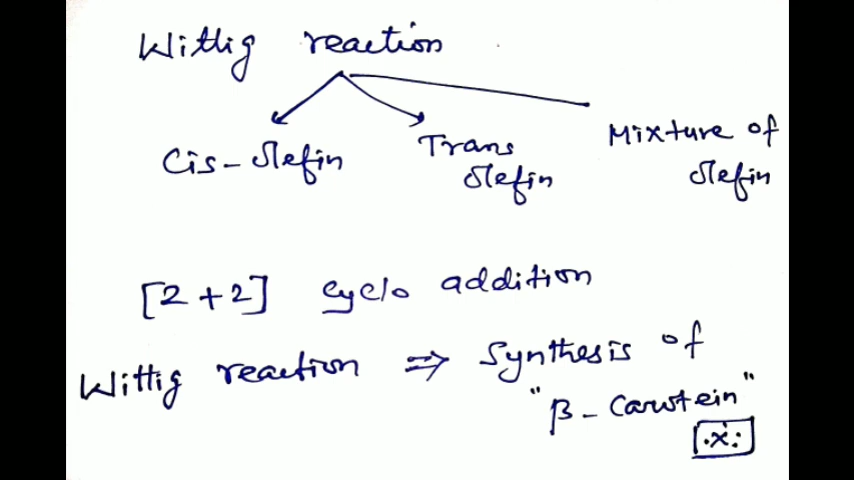 Wittig reaction
Cis-olefin
Trans olefin
Mixture of olefin
[2+2] cyclo addition
Wittig reaction ⇒ Synthesis of
"β-Carotein"
.x: